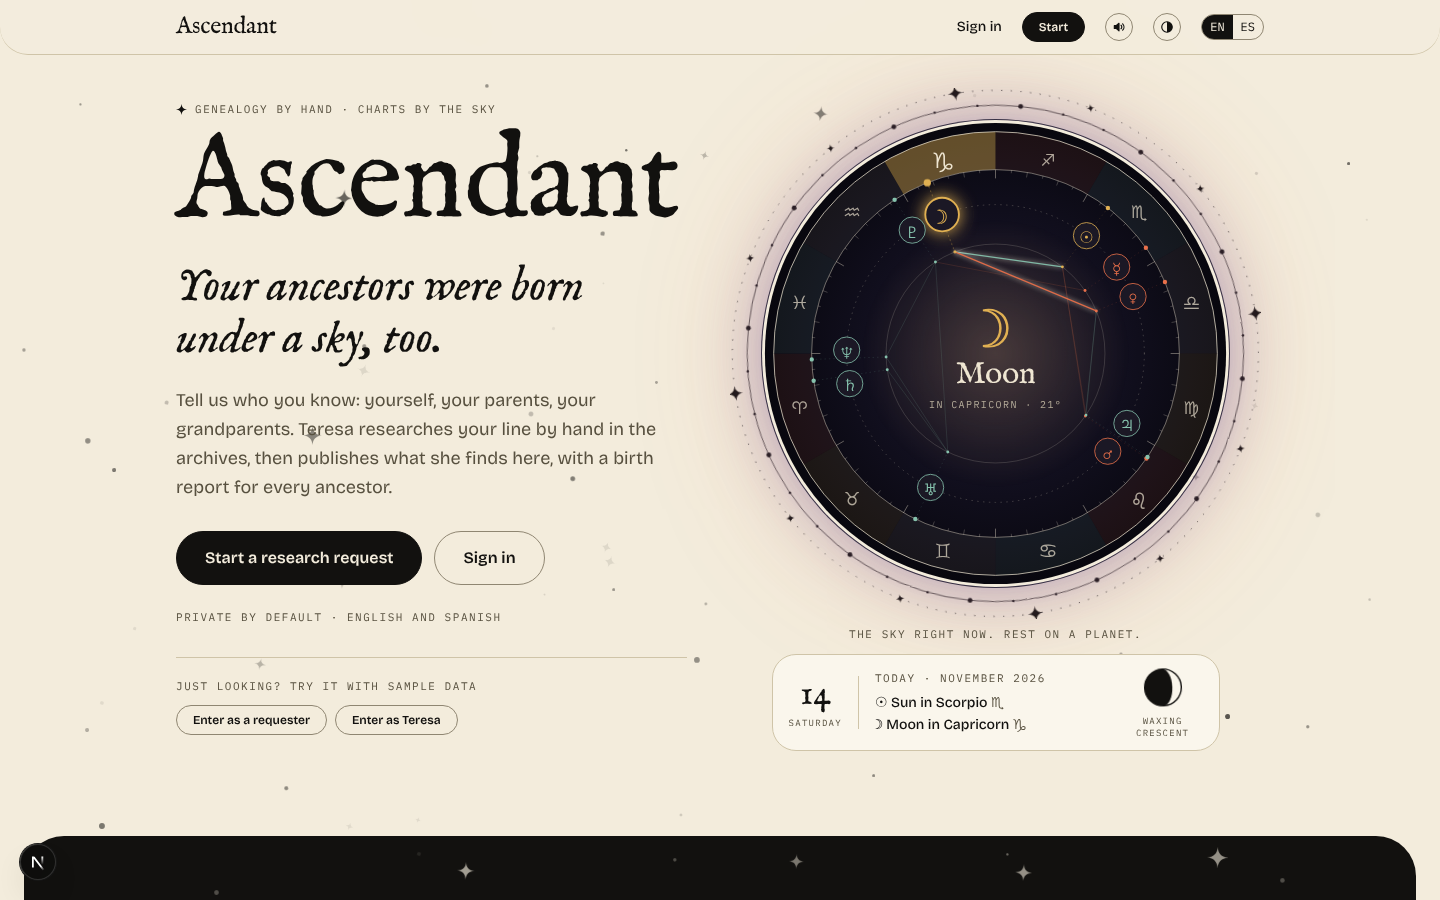 Ascendant
Sign in
Start
EN ES
GENEALOGY BY HAND · CHARTS BY THE SKY
Ascendant
Your ancestors were born
under a sky, too.
Tell us who you know: yourself, your parents, your
grandparents. Teresa researches your line by hand in the
archives, then publishes what she finds here, with a birth
report for every ancestor.
Start a research request
Sign in
PRIVATE BY DEFAULT · ENGLISH AND SPANISH
JUST LOOKING? TRY IT WITH SAMPLE DATA
Enter as a requester
Enter as Teresa
♑ ♐ ♏ ♎ ♍ ♌ ♋ ♊ ♉ ♈ ♓ ♒
☽ ♇ ☉ ☿ ♀ ♃ ♂ ♅ ♄ ♆
☽
Moon
IN CAPRICORN · 21°
THE SKY RIGHT NOW. REST ON A PLANET.
14
SATURDAY
TODAY · NOVEMBER 2026
☉ Sun in Scorpio ♏
☽ Moon in Capricorn ♑
WAXING
CRESCENT
N